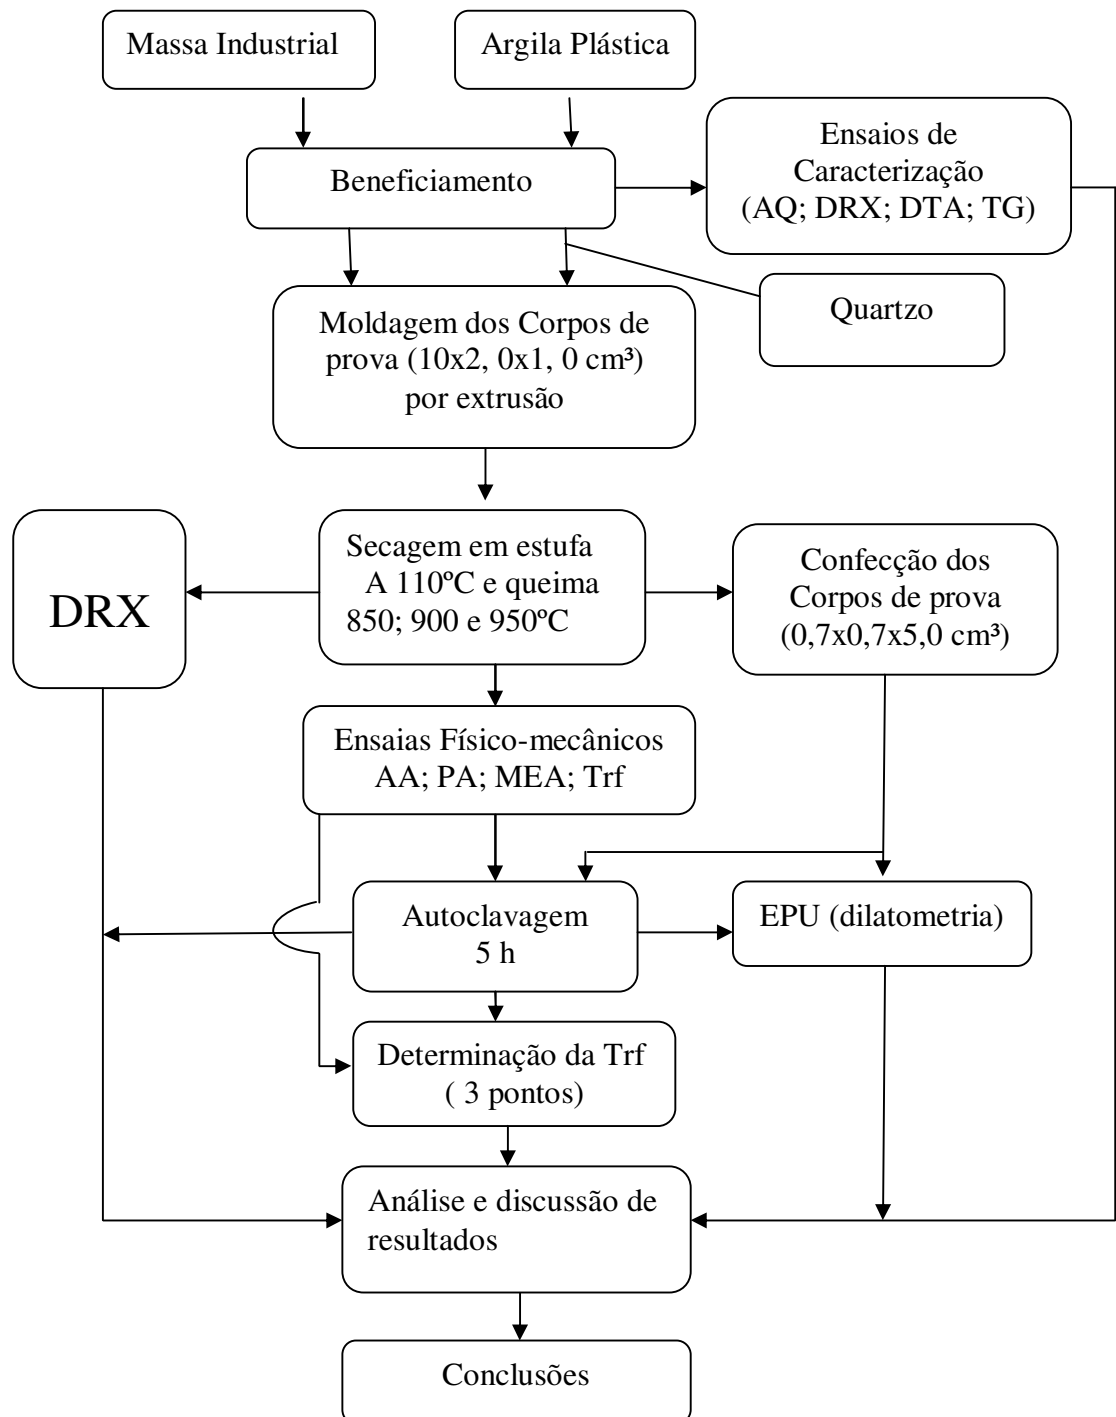 Massa Industrial
Argila Plástica
Ensaios de
Caracterização
(AQ; DRX; DTA; TG)
Beneficiamento
Quartzo
Moldagem dos Corpos de
prova (10x2, 0x1, 0 cm³)
por extrusão
DRX
Secagem em estufa
A 110ºC e queima
850; 900 e 950ºC
Confecção dos
Corpos de prova
(0,7x0,7x5,0 cm³)
Ensaias Físico-mecânicos
AA; PA; MEA; Trf
Autoclavagem
5 h
EPU (dilatometria)
Determinação da Trf
( 3 pontos)
Análise e discussão de
resultados
Conclusões